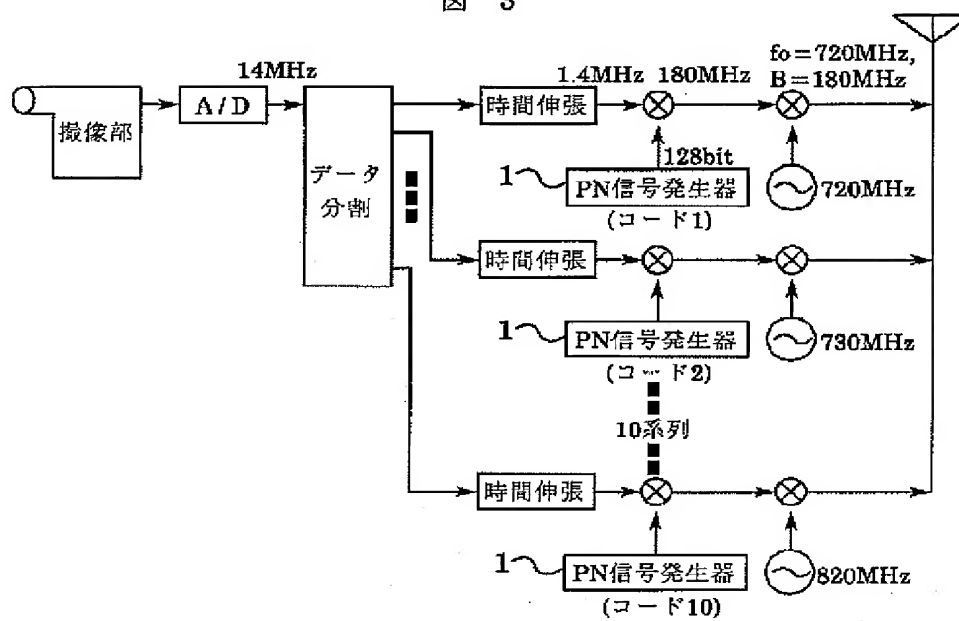 図 3
14MHz
撮像部
A/D
データ
分割
時間伸張
1.4MHz 180MHz
fo=720MHz,
B=180MHz
128bit
1
PN信号発生器
(コード1)
720MHz
時間伸張
1
PN信号発生器
(コード2)
730MHz
10系列
時間伸張
1
PN信号発生器
(コード10)
820MHz